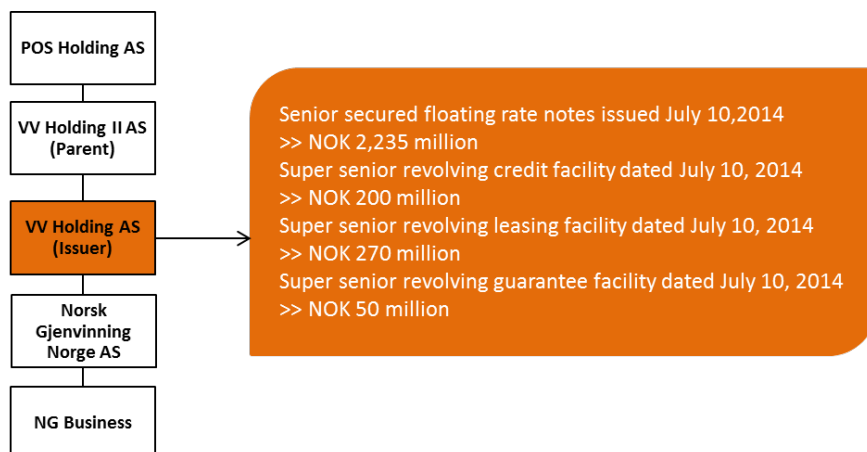 POS Holding AS
VV Holding II AS
(Parent)
VV Holding AS
(Issuer)
Norsk
Gjenvinning
Norge AS
NG Business
Senior secured floating rate notes issued July 10,2014
>> NOK 2,235 million
Super senior revolving credit facility dated July 10, 2014
>> NOK 200 million
Super senior revolving leasing facility dated July 10, 2014
>> NOK 270 million
Super senior revolving guarantee facility dated July 10, 2014
>> NOK 50 million